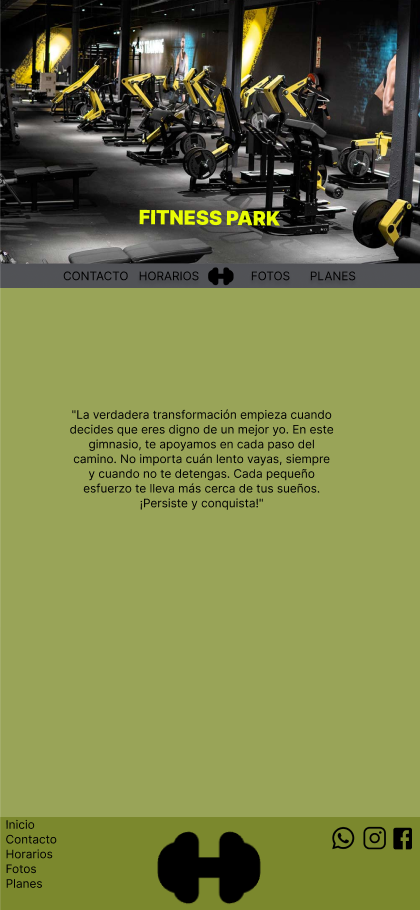 FITNESS PARK
CONTACTO HORARIOS FOTOS PLANES
"La verdadera transformación empieza cuando
decides que eres digno de un mejor yo. En este
gimnasio, te apoyamos en cada paso del
camino. No importa cuán lento vayas, siempre
y cuando no te detengas. Cada pequeño
esfuerzo te lleva más cerca de tus sueños.
¡Persiste y conquista!"
Inicio
Contacto
Horarios
Fotos
Planes